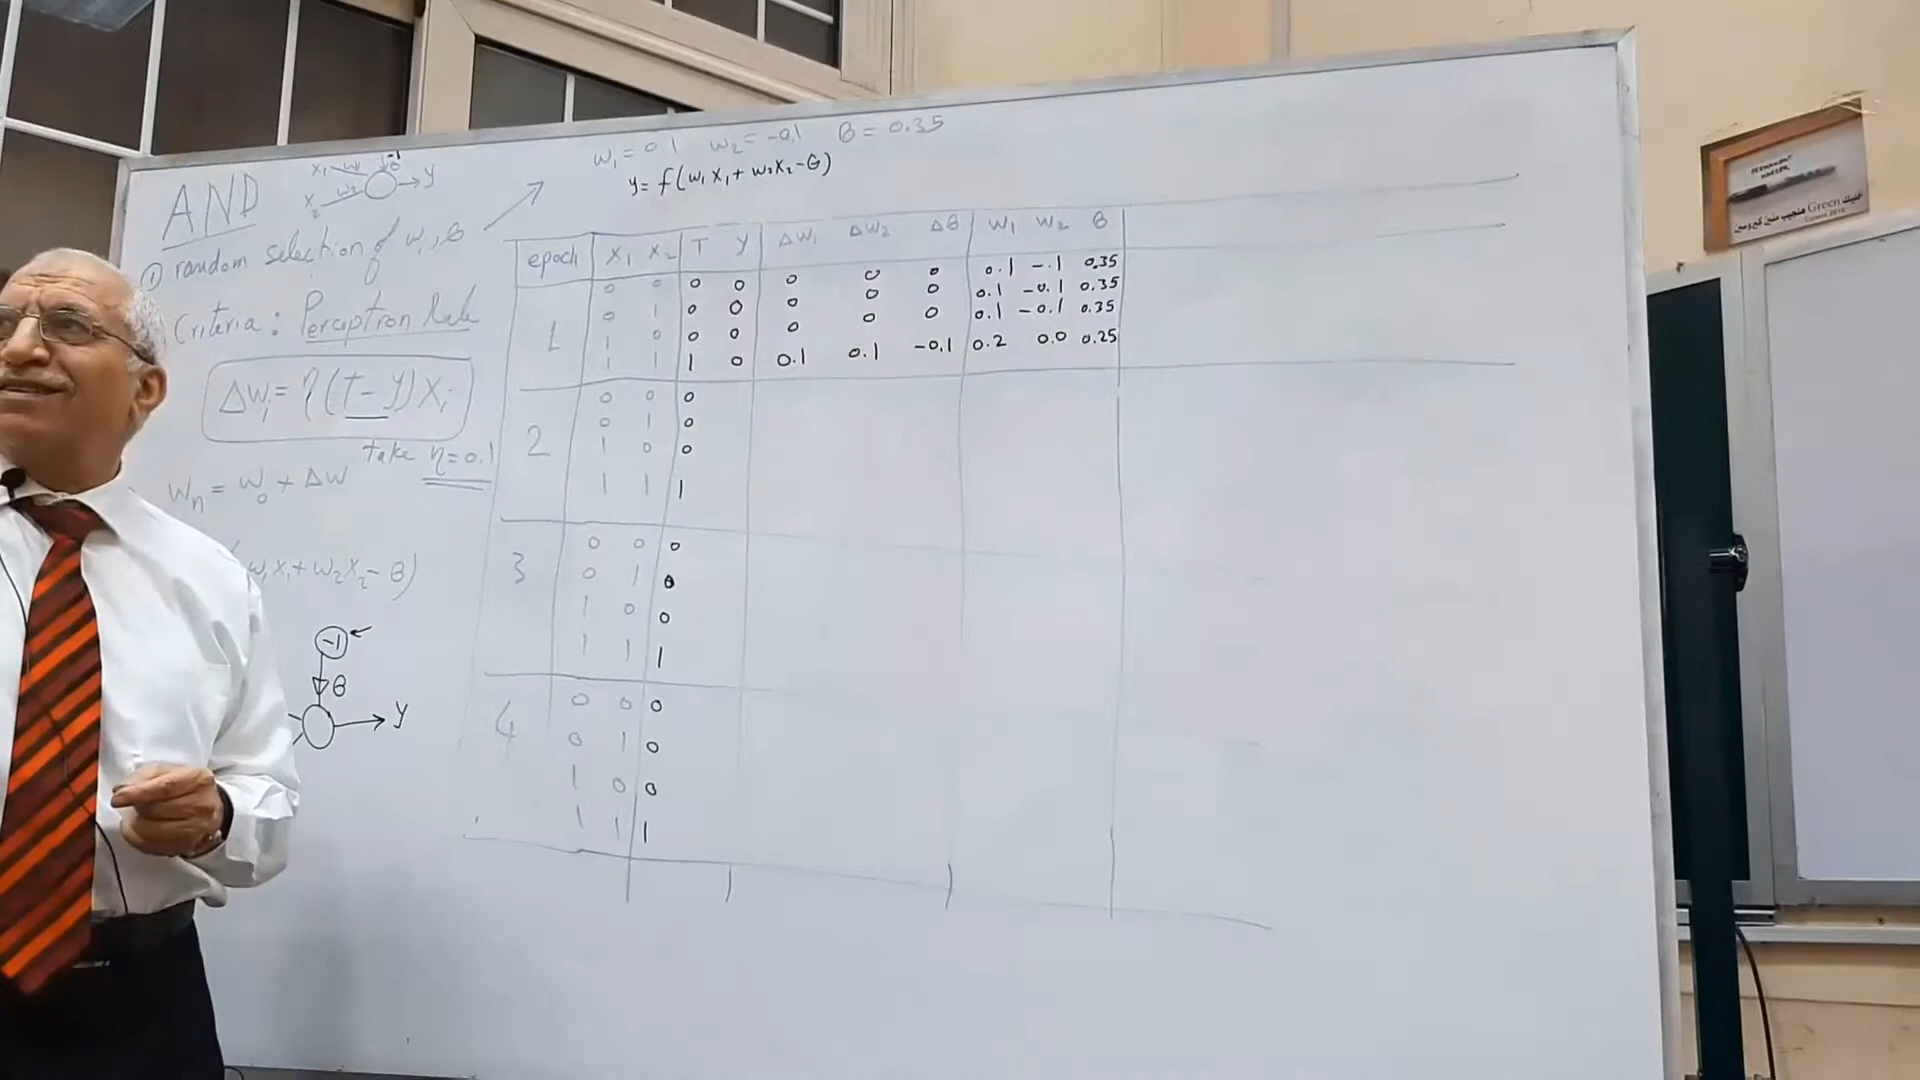 AND
x₁ w₁ -1
θ
x₂ w₂ y
① random selection of w, θ
Criteria: Perceptron Rule
Δwᵢ = η(T - y)Xᵢ
take η = 0.1
Wn = Wo + ΔW
w₁x₁ + w₂x₂ - θ)
-1
θ
y
w₁ = 0.1 w₂ = -0.1 θ = 0.35
y = f(w₁x₁ + w₂x₂ - θ)
epoch x₁ x₂ T y Δw₁ Δw₂ Δθ w₁ w₂ θ
1
0 0 0 0 0 0 0 0.1 -.1 0.35
0 1 0 0 0 0 0 0.1 -0.1 0.35
1 0 0 0 0 0 0 0.1 -0.1 0.35
1 1 1 0 0.1 0.1 -0.1 0.2 0.0 0.25
2
0 0 0
0 1 0
1 0 0
1 1 1
3
0 0 0
0 1 0
1 0 0
1 1 1
4
0 0 0
0 1 0
1 0 0
1 1 1
PERMANENT
MARKER
Green